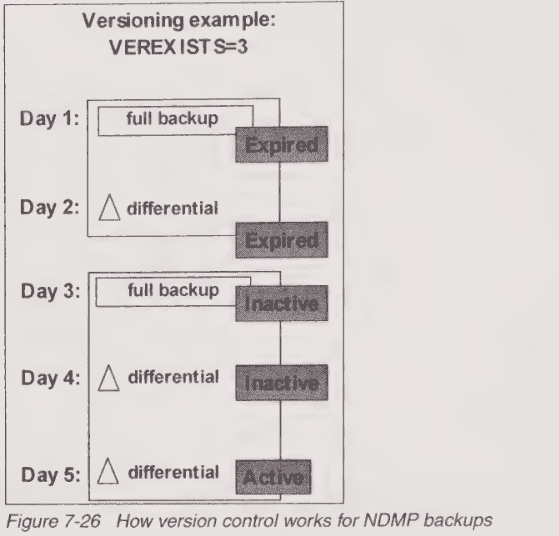 Versioning example:
VEREXISTS=3
Day 1: full backup
Expired
Day 2: differential
Expired
Day 3: full backup
Inactive
Day 4: differential Inactive
Day 5: differential Active
Figure 7-26 How version control works for NDMP backups